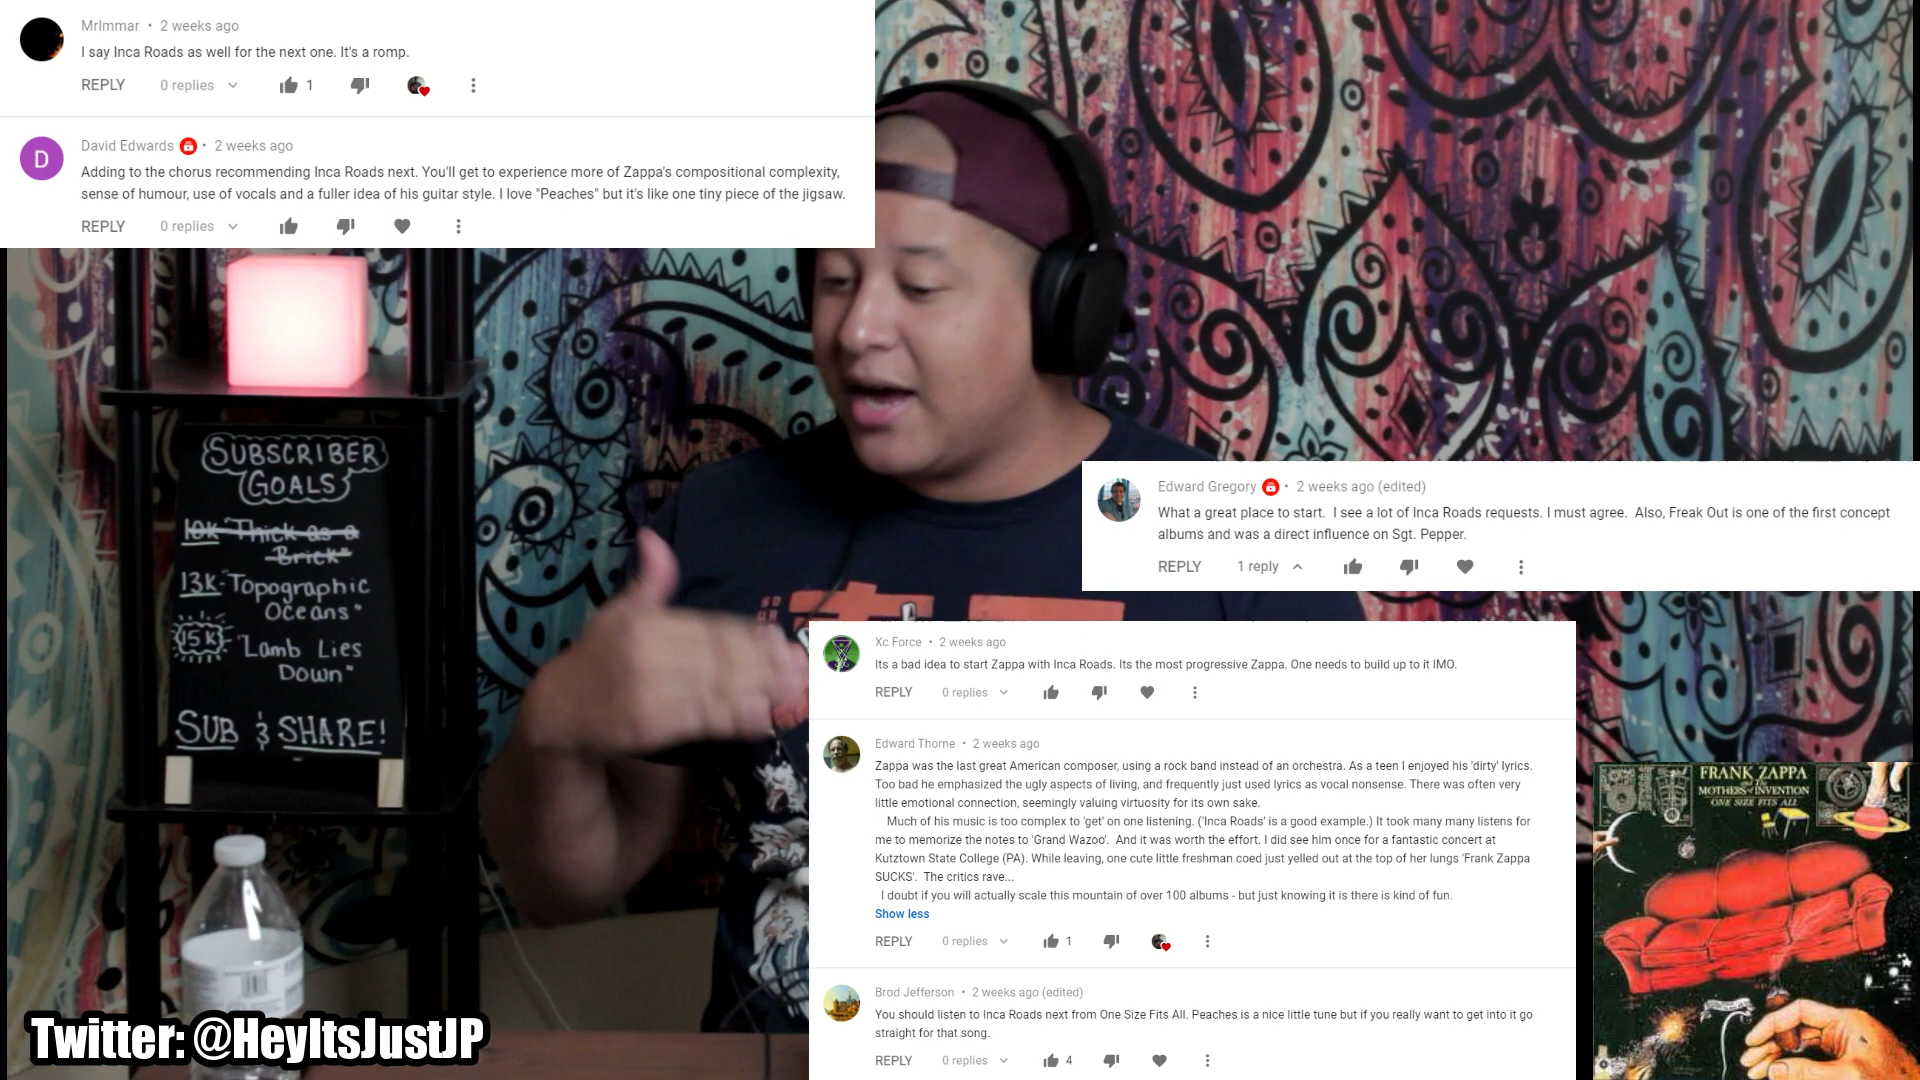 MrImmar • 2 weeks ago
I say Inca Roads as well for the next one. It's a romp.
REPLY 0 replies 1
D
David Edwards • 2 weeks ago
Adding to the chorus recommending Inca Roads next. You'll get to experience more of Zappa's compositional complexity,
sense of humour, use of vocals and a fuller idea of his guitar style. I love "Peaches" but it's like one tiny piece of the jigsaw.
REPLY 0 replies
SUBSCRIBER
GOALS
10K "Thick as a
Brick"
13K-"Topographic
Oceans"
15K "Lamb Lies
Down"
SUB & SHARE!
Edward Gregory • 2 weeks ago (edited)
What a great place to start. I see a lot of Inca Roads requests. I must agree. Also, Freak Out is one of the first concept
albums and was a direct influence on Sgt. Pepper.
REPLY 1 reply
Xc Force • 2 weeks ago
Its a bad idea to start Zappa with Inca Roads. Its the most progressive Zappa. One needs to build up to it IMO.
REPLY 0 replies
Edward Thorne • 2 weeks ago
Zappa was the last great American composer, using a rock band instead of an orchestra. As a teen I enjoyed his 'dirty' lyrics.
Too bad he emphasized the ugly aspects of living, and frequently just used lyrics as vocal nonsense. There was often very
little emotional connection, seemingly valuing virtuosity for its own sake.
Much of his music is too complex to 'get' on one listening. ('Inca Roads' is a good example.) It took many many listens for
me to memorize the notes to 'Grand Wazoo'. And it was worth the effort. I did see him once for a fantastic concert at
Kutztown State College (PA). While leaving, one cute little freshman coed just yelled out at the top of her lungs 'Frank Zappa
SUCKS'. The critics rave...
I doubt if you will actually scale this mountain of over 100 albums - but just knowing it is there is kind of fun.
Show less
REPLY 0 replies 1
Brod Jefferson • 2 weeks ago (edited)
You should listen to Inca Roads next from One Size Fits All. Peaches is a nice little tune but if you really want to get into it go
straight for that song.
REPLY 0 replies 4
FRANK ZAPPA
And The
MOTHERS OF INVENTION
ONE SIZE FITS ALL
Twitter: @HeyItsJustJP